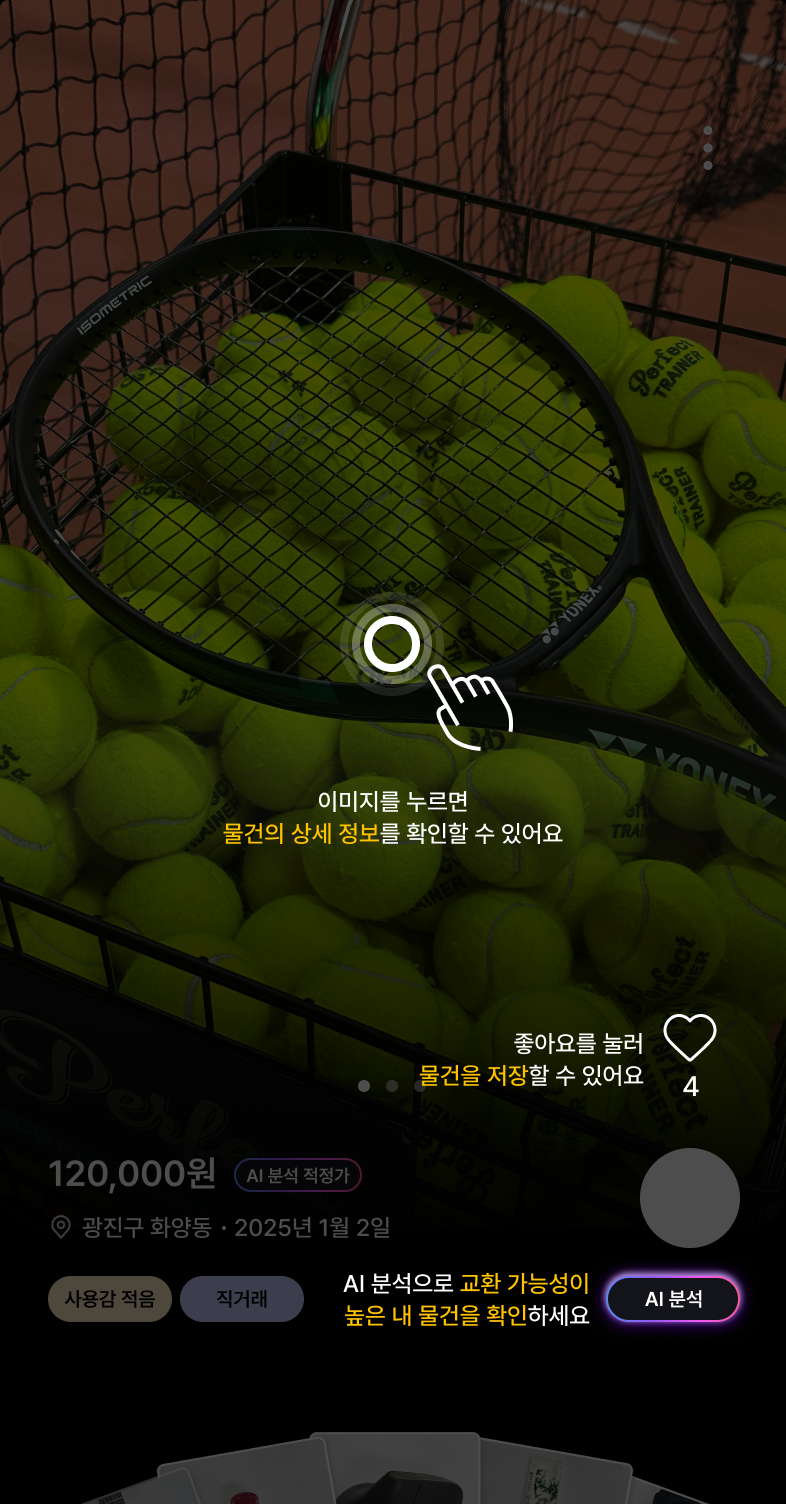 ISOMETRIC
Perfect
TRAINER
Perfect
TRAINER
YONEX
YONEX
이미지를 누르면
물건의 상세 정보를 확인할 수 있어요
Perfect
좋아요를 눌러
물건을 저장할 수 있어요
4
120,000원
AI 분석 적정가
광진구 화양동 · 2025년 1월 2일
사용감 적음
직거래
AI 분석으로 교환 가능성이
높은 내 물건을 확인하세요
AI 분석